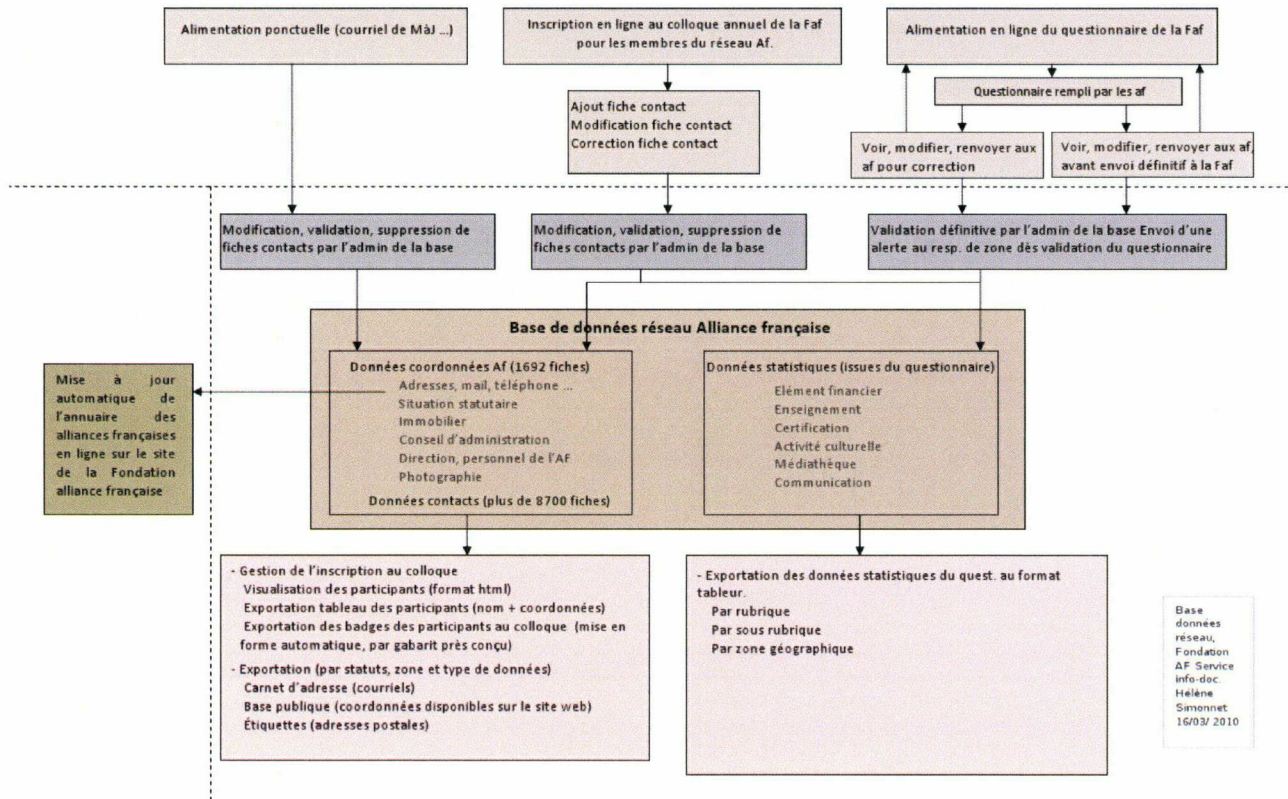 Alimentation ponctuelle (courriel de MàJ ...)
Inscription en ligne au colloque annuel de la Faf
pour les membres du réseau Af.
Alimentation en ligne du questionnaire de la Faf
Questionnaire rempli par les af
Ajout fiche contact
Modification fiche contact
Correction fiche contact
Voir, modifier, renvoyer aux
af pour correction
Voir, modifier, renvoyer aux af,
avant envoi définitif à la Faf
Modification, validation, suppression de
fiches contacts par l'admin de la base
Modification, validation, suppression de
fiches contacts par l'admin de la base
Validation définitive par l'admin de la base Envoi d'une
alerte au resp. de zone dès validation du questionnaire
Base de données réseau Alliance française
Mise à jour
automatique de
l'annuaire des
alliances françaises
en ligne sur le site
de la Fondation
alliance française
Données coordonnées Af (1692 fiches)
Adresses, mail, téléphone ...
Situation statutaire
Immobilier
Conseil d'administration
Direction, personnel de l'AF
Photographie
Données contacts (plus de 8700 fiches)
Données statistiques (issues du questionnaire)
Elément financier
Enseignement
Certification
Activité culturelle
Médiathèque
Communication
- Gestion de l'inscription au colloque
Visualisation des participants (format html)
Exportation tableau des participants (nom + coordonnées)
Exportation des badges des participants au colloque (mise en
forme automatique, par gabarit près conçu)
- Exportation (par statuts, zone et type de données)
Carnet d'adresse (courriels)
Base publique (coordonnées disponibles sur le site web)
Étiquettes (adresses postales)
- Exportation des données statistiques du quest. au format
tableur.
Par rubrique
Par sous rubrique
Par zone géographique
Base
données
réseau,
Fondation
AF Service
info-doc.
Hélène
Simonnet
16/03/ 2010